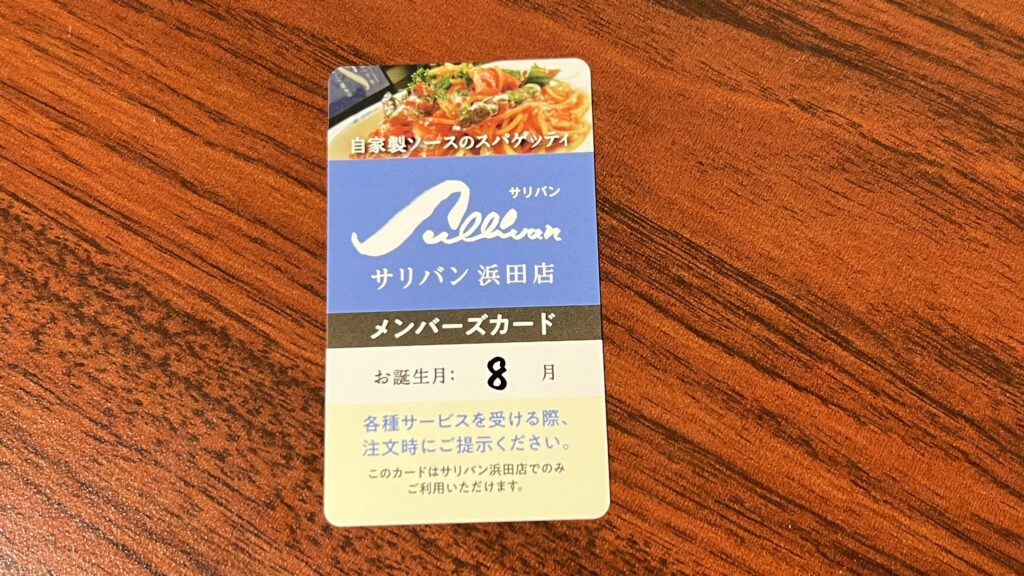 自家製ソースのスパゲッティ
サリバン
Sullivan
サリバン 浜田店
メンバーズカード
お誕生月： 8 月
各種サービスを受ける際、
注文時にご提示ください。
このカードはサリバン浜田店でのみ
ご利用いただけます。